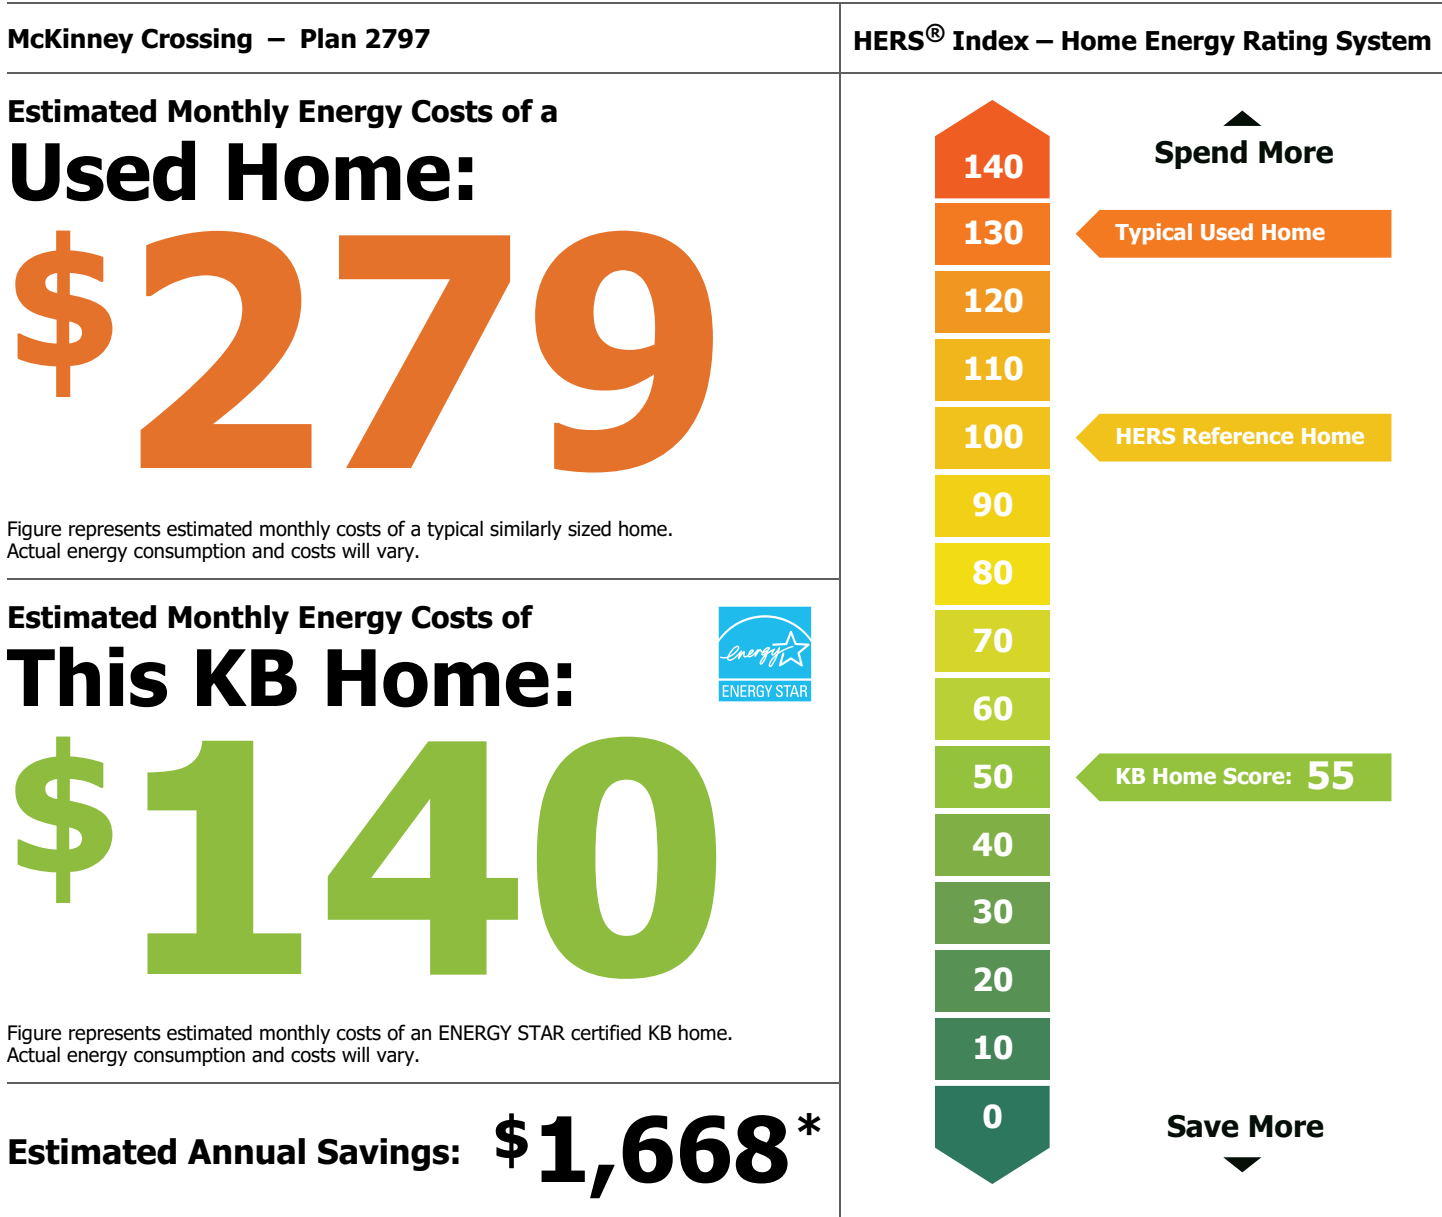 McKinney Crossing – Plan 2797
Estimated Monthly Energy Costs of a
Used Home:
$279
Figure represents estimated monthly costs of a typical similarly sized home.
Actual energy consumption and costs will vary.
Estimated Monthly Energy Costs of
This KB Home:
energy
ENERGY STAR
$140
Figure represents estimated monthly costs of an ENERGY STAR certified KB home.
Actual energy consumption and costs will vary.
Estimated Annual Savings: $1,668*
HERS® Index – Home Energy Rating System
Spend More
140
130 Typical Used Home
120
110
100 HERS Reference Home
90
80
70
60
50 KB Home Score: 55
40
30
20
10
0
Save More